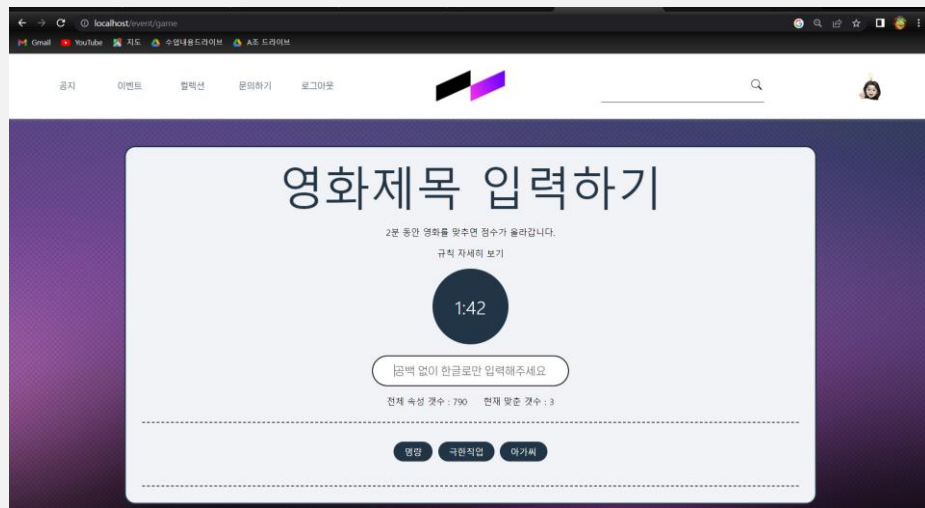 localhost/event/game
Gmail YouTube 지도 수업내용드라이브 A조 드라이브
공지 이벤트 컬렉션 문의하기 로그아웃
영화제목 입력하기
2분 동안 영화를 맞추면 점수가 올라갑니다.
규칙 자세히 보기
1:42
공백 없이 한글로만 입력해주세요
전체 속성 갯수 : 790 현재 맞춘 갯수 : 3
명량 극한직업 아가씨